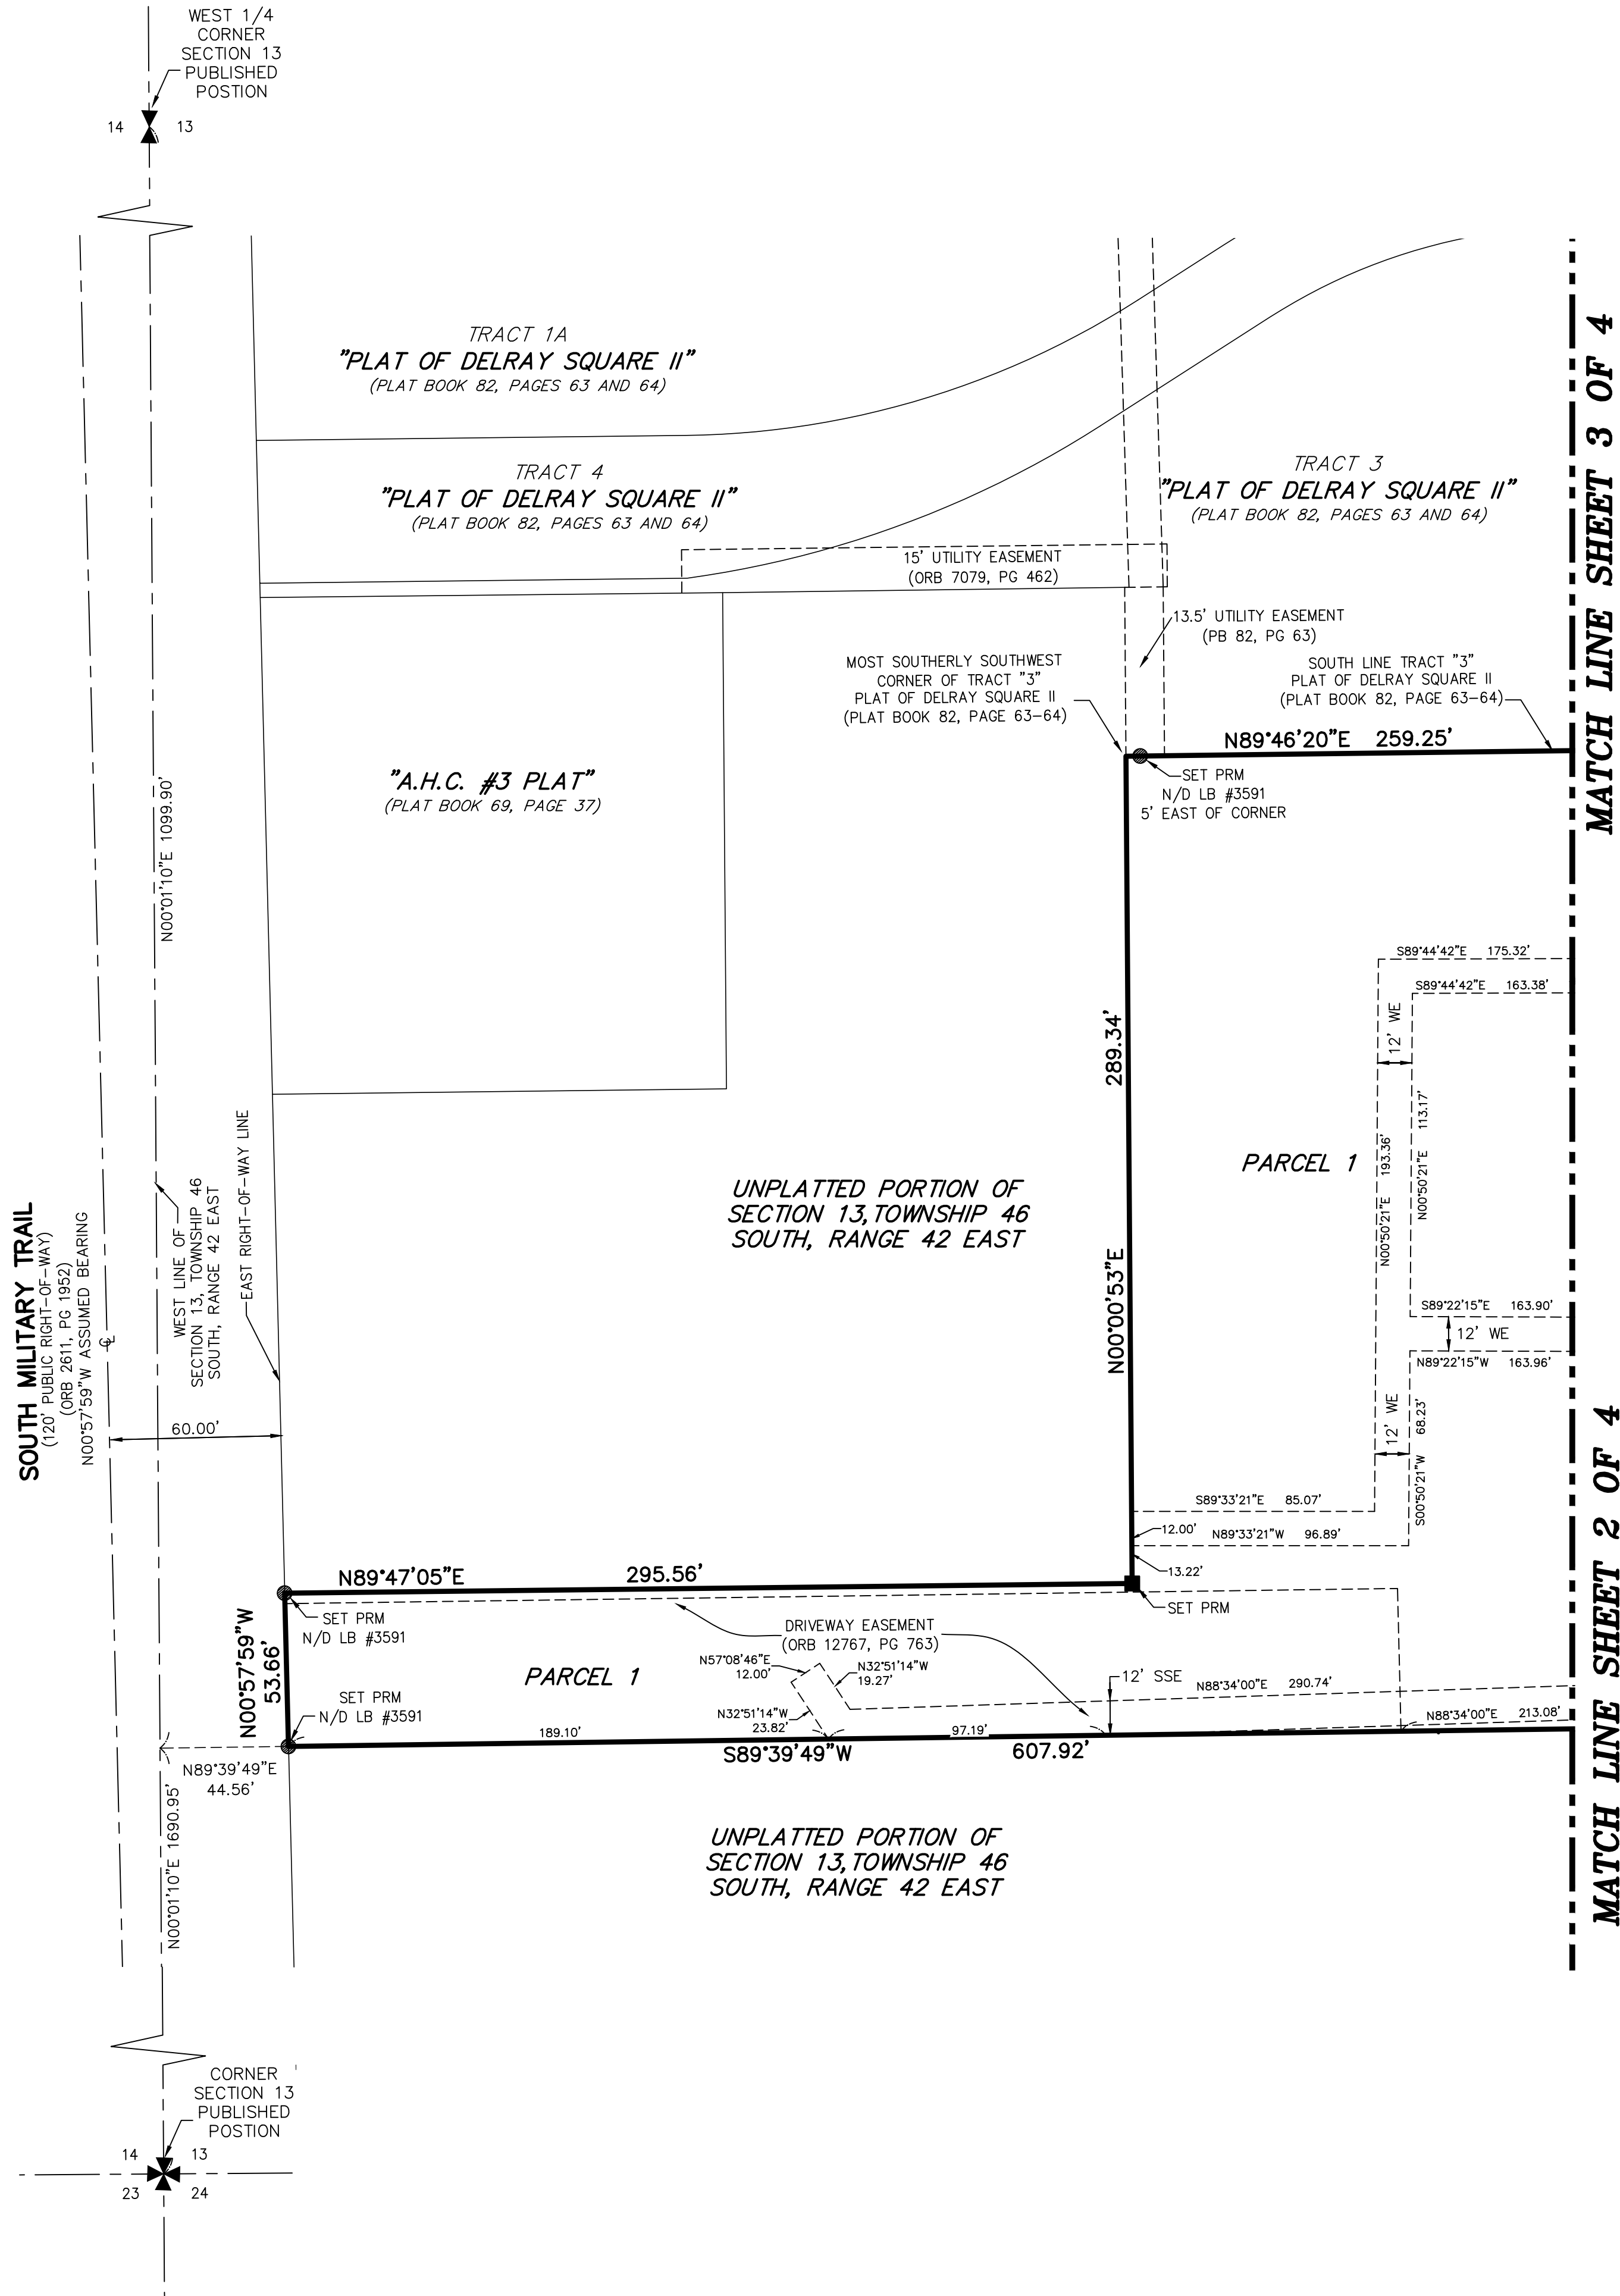 WEST 1/4
CORNER
SECTION 13
PUBLISHED
POSTION
14
13
TRACT 1A
"PLAT OF DELRAY SQUARE II"
(PLAT BOOK 82, PAGES 63 AND 64)
TRACT 4
"PLAT OF DELRAY SQUARE II"
(PLAT BOOK 82, PAGES 63 AND 64)
TRACT 3
"PLAT OF DELRAY SQUARE II"
(PLAT BOOK 82, PAGES 63 AND 64)
MATCH LINE SHEET 3 OF 4
15' UTILITY EASEMENT
(ORB 7079, PG 462)
13.5' UTILITY EASEMENT
(PB 82, PG 63)
MOST SOUTHERLY SOUTHWEST
CORNER OF TRACT "3"
PLAT OF DELRAY SQUARE II
(PLAT BOOK 82, PAGE 63-64)
SOUTH LINE TRACT "3"
PLAT OF DELRAY SQUARE II
(PLAT BOOK 82, PAGE 63-64)
N89°46'20"E 259.25'
SET PRM
N/D LB #3591
5' EAST OF CORNER
"A.H.C. #3 PLAT"
(PLAT BOOK 69, PAGE 37)
N00°01'10"E 1099.90'
S89°44'42"E 175.32'
S89°44'42"E 163.38'
12' WE
289.34'
N00°00'53"E
PARCEL 1
N00°50'21"E 193.36'
N00°50'21"E 113.17'
UNPLATTED PORTION OF
SECTION 13, TOWNSHIP 46
SOUTH, RANGE 42 EAST
SOUTH MILITARY TRAIL
(120' PUBLIC RIGHT-OF-WAY)
(ORB 2611, PG 1952)
N00°57'59"W ASSUMED BEARING
CL
WEST LINE OF
SECTION 13, TOWNSHIP 46
SOUTH, RANGE 42 EAST
EAST RIGHT-OF-WAY LINE
60.00'
S89°22'15"E 163.90'
12' WE
N89°22'15"W 163.96'
12' WE
S00°50'21"W 68.23'
MATCH LINE SHEET 2 OF 4
S89°33'21"E 85.07'
12.00'
N89°33'21"W 96.89'
13.22'
N89°47'05"E 295.56'
SET PRM
N/D LB #3591
SET PRM
DRIVEWAY EASEMENT
(ORB 12767, PG 763)
N00°57'59"W
53.66'
PARCEL 1
N57°08'46"E
12.00'
N32°51'14"W
19.27'
12' SSE
N88°34'00"E 290.74'
SET PRM
N/D LB #3591
N32°51'14"W
23.82'
N88°34'00"E 213.08'
189.10'
97.19'
S89°39'49"W 607.92'
N89°39'49"E
44.56'
N00°01'10"E 1690.95'
UNPLATTED PORTION OF
SECTION 13, TOWNSHIP 46
SOUTH, RANGE 42 EAST
CORNER
SECTION 13
PUBLISHED
POSTION
14
13
23
24